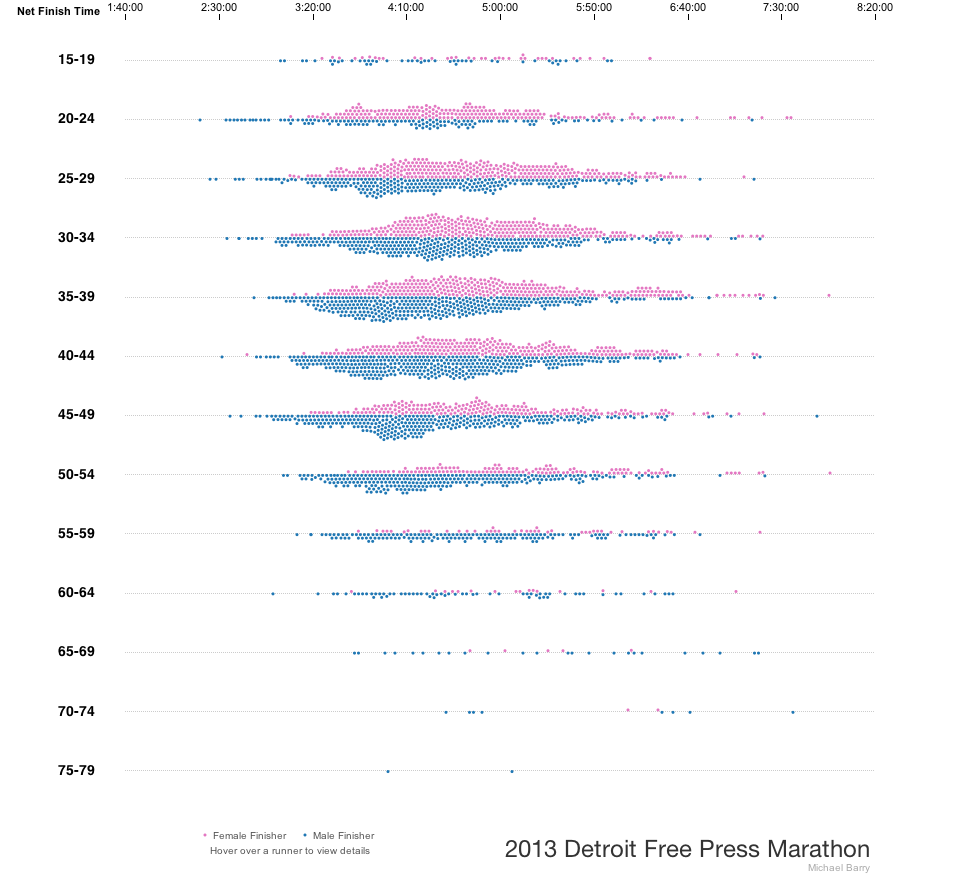 Net Finish Time 1:40:00 2:30:00 3:20:00 4:10:00 5:00:00 5:50:00 6:40:00 7:30:00 8:20:00
15-19
20-24
25-29
30-34
35-39
40-44
45-49
50-54
55-59
60-64
65-69
70-74
75-79
Female Finisher Male Finisher
Hover over a runner to view details
2013 Detroit Free Press Marathon
Michael Barry